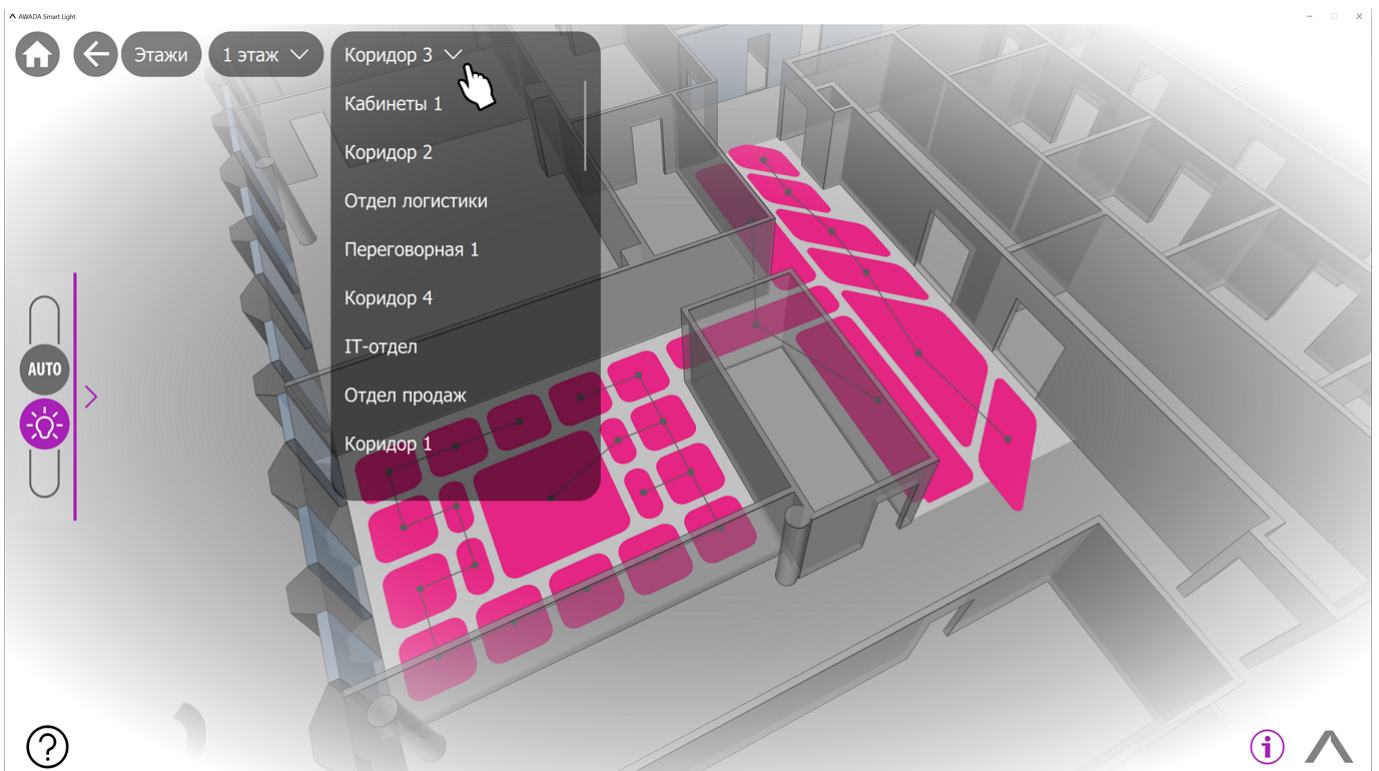 AWADA Smart Light
Этажи
1 этаж
Коридор 3
Кабинеты 1
Коридор 2
Отдел логистики
Переговорная 1
Коридор 4
IT-отдел
Отдел продаж
Коридор 1
AUTO
?
i